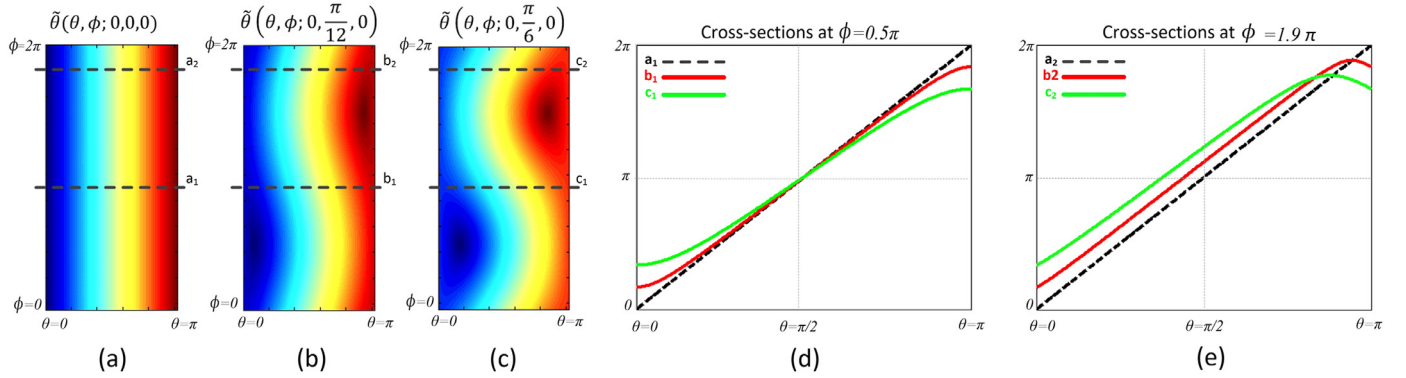 θ̃(θ, ϕ; 0,0,0)
ϕ=2π
a₂
a₁
ϕ=0
θ=0
θ=π
(a)
θ̃(θ, ϕ; 0, π/12, 0)
ϕ=2π
b₂
b₁
ϕ=0
θ=0
θ=π
(b)
θ̃(θ, ϕ; 0, π/6, 0)
ϕ=2π
c₂
c₁
ϕ=0
θ=0
θ=π
(c)
Cross-sections at ϕ=0.5π
2π
a₁
b₁
c₁
π
0
θ=0
θ=π/2
θ=π
(d)
Cross-sections at ϕ =1.9 π
2π
a₂
b2
c₂
π
0
θ=0
θ=π/2
θ=π
(e)